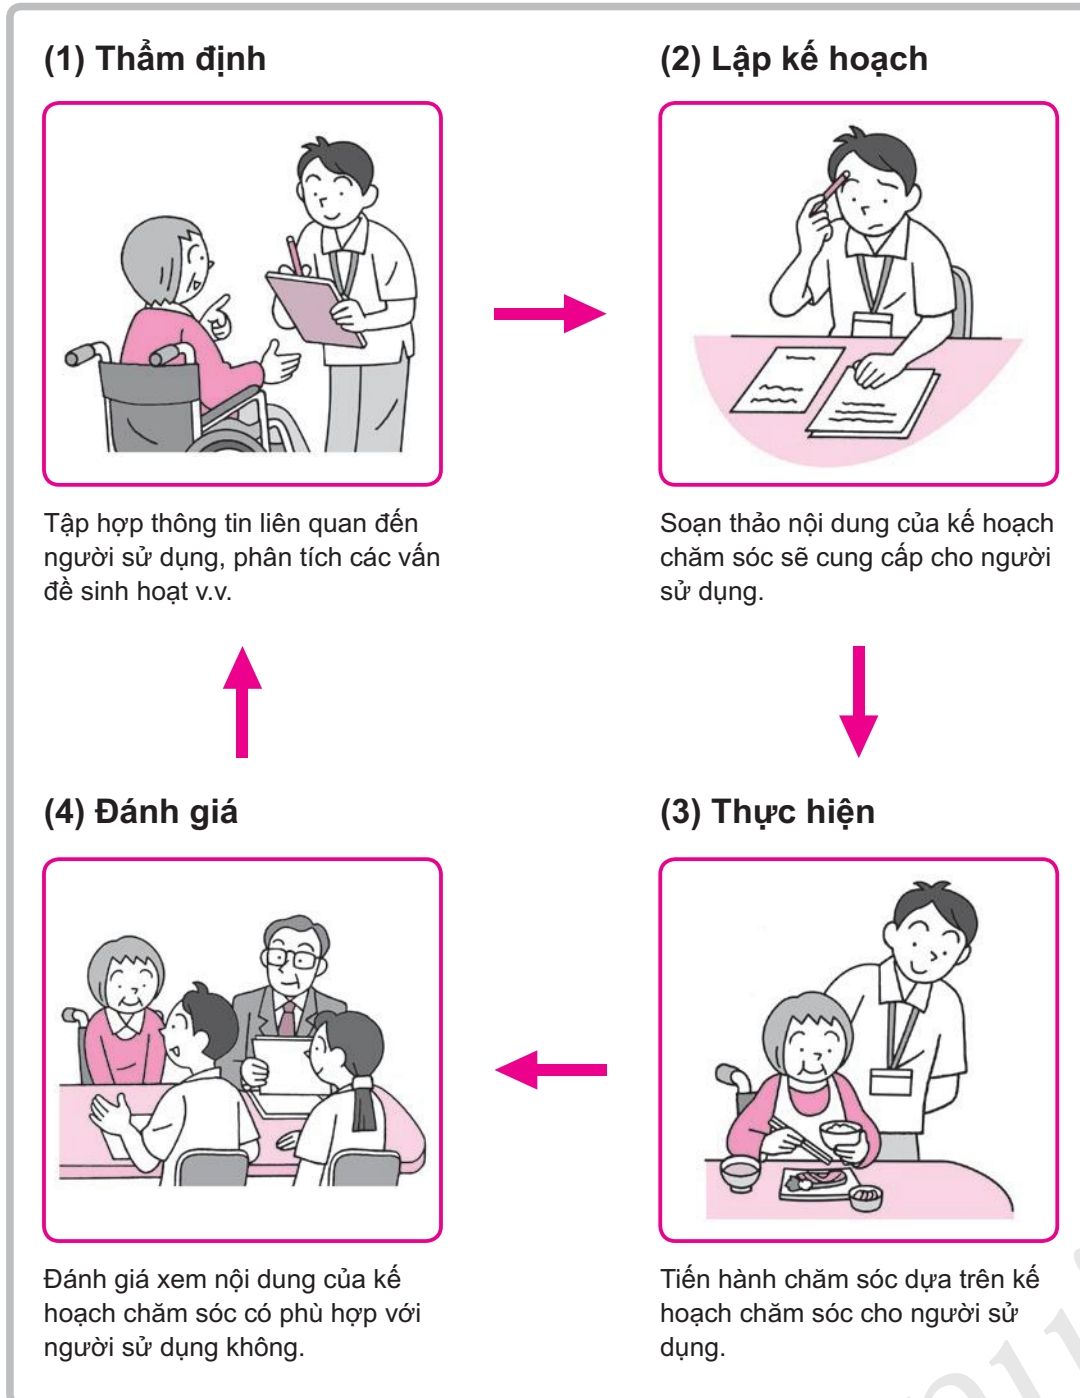 (1) Thẩm định
Tập hợp thông tin liên quan đến
người sử dụng, phân tích các vấn
đề sinh hoạt v.v.
(2) Lập kế hoạch
Soạn thảo nội dung của kế hoạch
chăm sóc sẽ cung cấp cho người
sử dụng.
(3) Thực hiện
Tiến hành chăm sóc dựa trên kế
hoạch chăm sóc cho người sử
dụng.
(4) Đánh giá
Đánh giá xem nội dung của kế
hoạch chăm sóc có phù hợp với
người sử dụng không.